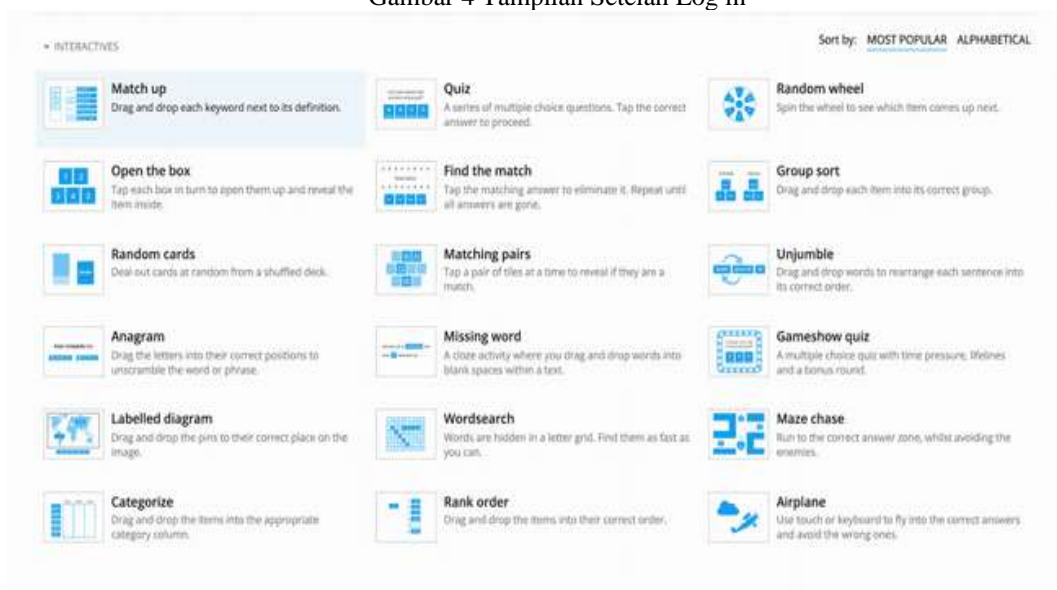 Gambar 4 Tampilan Setelah Log in
INTERACTIVES
Sort by: MOST POPULAR ALPHABETICAL
Match up
Drag and drop each keyword next to its definition.
Quiz
A series of multiple choice questions. Tap the correct
answer to proceed.
Random wheel
Spin the wheel to see which item comes up next.
Open the box
Tap each box in turn to open them up and reveal the
item inside.
Find the match
Tap the matching answer to eliminate it. Repeat until
all answers are gone.
Group sort
Drag and drop each item into its correct group.
Random cards
Deal out cards at random from a shuffled deck.
Matching pairs
Tap a pair of tiles at a time to reveal if they are a
match.
Unjumble
Drag and drop words to rearrange each sentence into
its correct order.
Anagram
Drag the letters into their correct positions to
unscramble the word or phrase.
Missing word
A cloze activity where you drag and drop words into
blank spaces within a text.
Gameshow quiz
A multiple choice quiz with time pressure, lifelines
and a bonus round.
Labelled diagram
Drag and drop the pins to their correct place on the
image.
Wordsearch
Words are hidden in a letter grid. Find them as fast as
you can.
Maze chase
Run to the correct answer zone, whilst avoiding the
enemies.
Categorize
Drag and drop the items into the appropriate
category column.
Rank order
Drag and drop the items into their correct order.
Airplane
Use touch or keyboard to fly into the correct answers
and avoid the wrong ones.